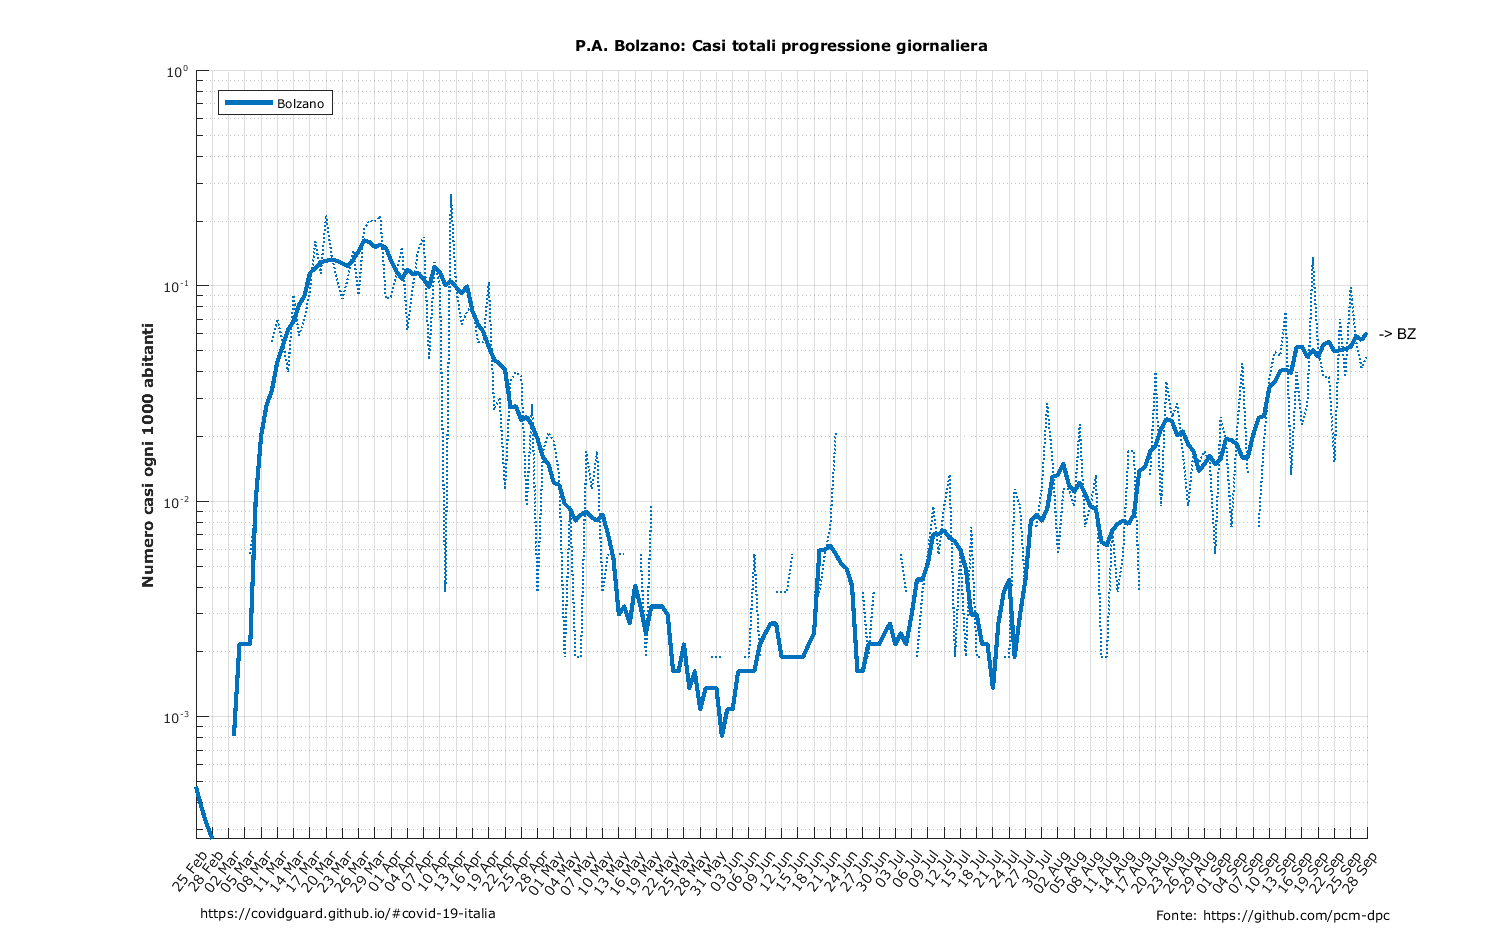 P.A. Bolzano: Casi totali progressione giornaliera
10^0
Bolzano
10^-1
10^-2
10^-3
Numero casi ogni 1000 abitanti
-> BZ
25 Feb
28 Feb
02 Mar
05 Mar
08 Mar
11 Mar
14 Mar
17 Mar
20 Mar
23 Mar
26 Mar
29 Mar
01 Apr
04 Apr
07 Apr
10 Apr
13 Apr
16 Apr
19 Apr
22 Apr
25 Apr
28 Apr
01 May
04 May
07 May
10 May
13 May
16 May
19 May
22 May
25 May
28 May
31 May
03 Jun
06 Jun
09 Jun
12 Jun
15 Jun
18 Jun
21 Jun
24 Jun
27 Jun
30 Jun
03 Jul
06 Jul
09 Jul
12 Jul
15 Jul
18 Jul
21 Jul
24 Jul
27 Jul
30 Jul
02 Aug
05 Aug
08 Aug
11 Aug
14 Aug
17 Aug
20 Aug
23 Aug
26 Aug
29 Aug
01 Sep
04 Sep
07 Sep
10 Sep
13 Sep
16 Sep
19 Sep
22 Sep
25 Sep
28 Sep
https://covidguard.github.io/#covid-19-italia
Fonte: https://github.com/pcm-dpc